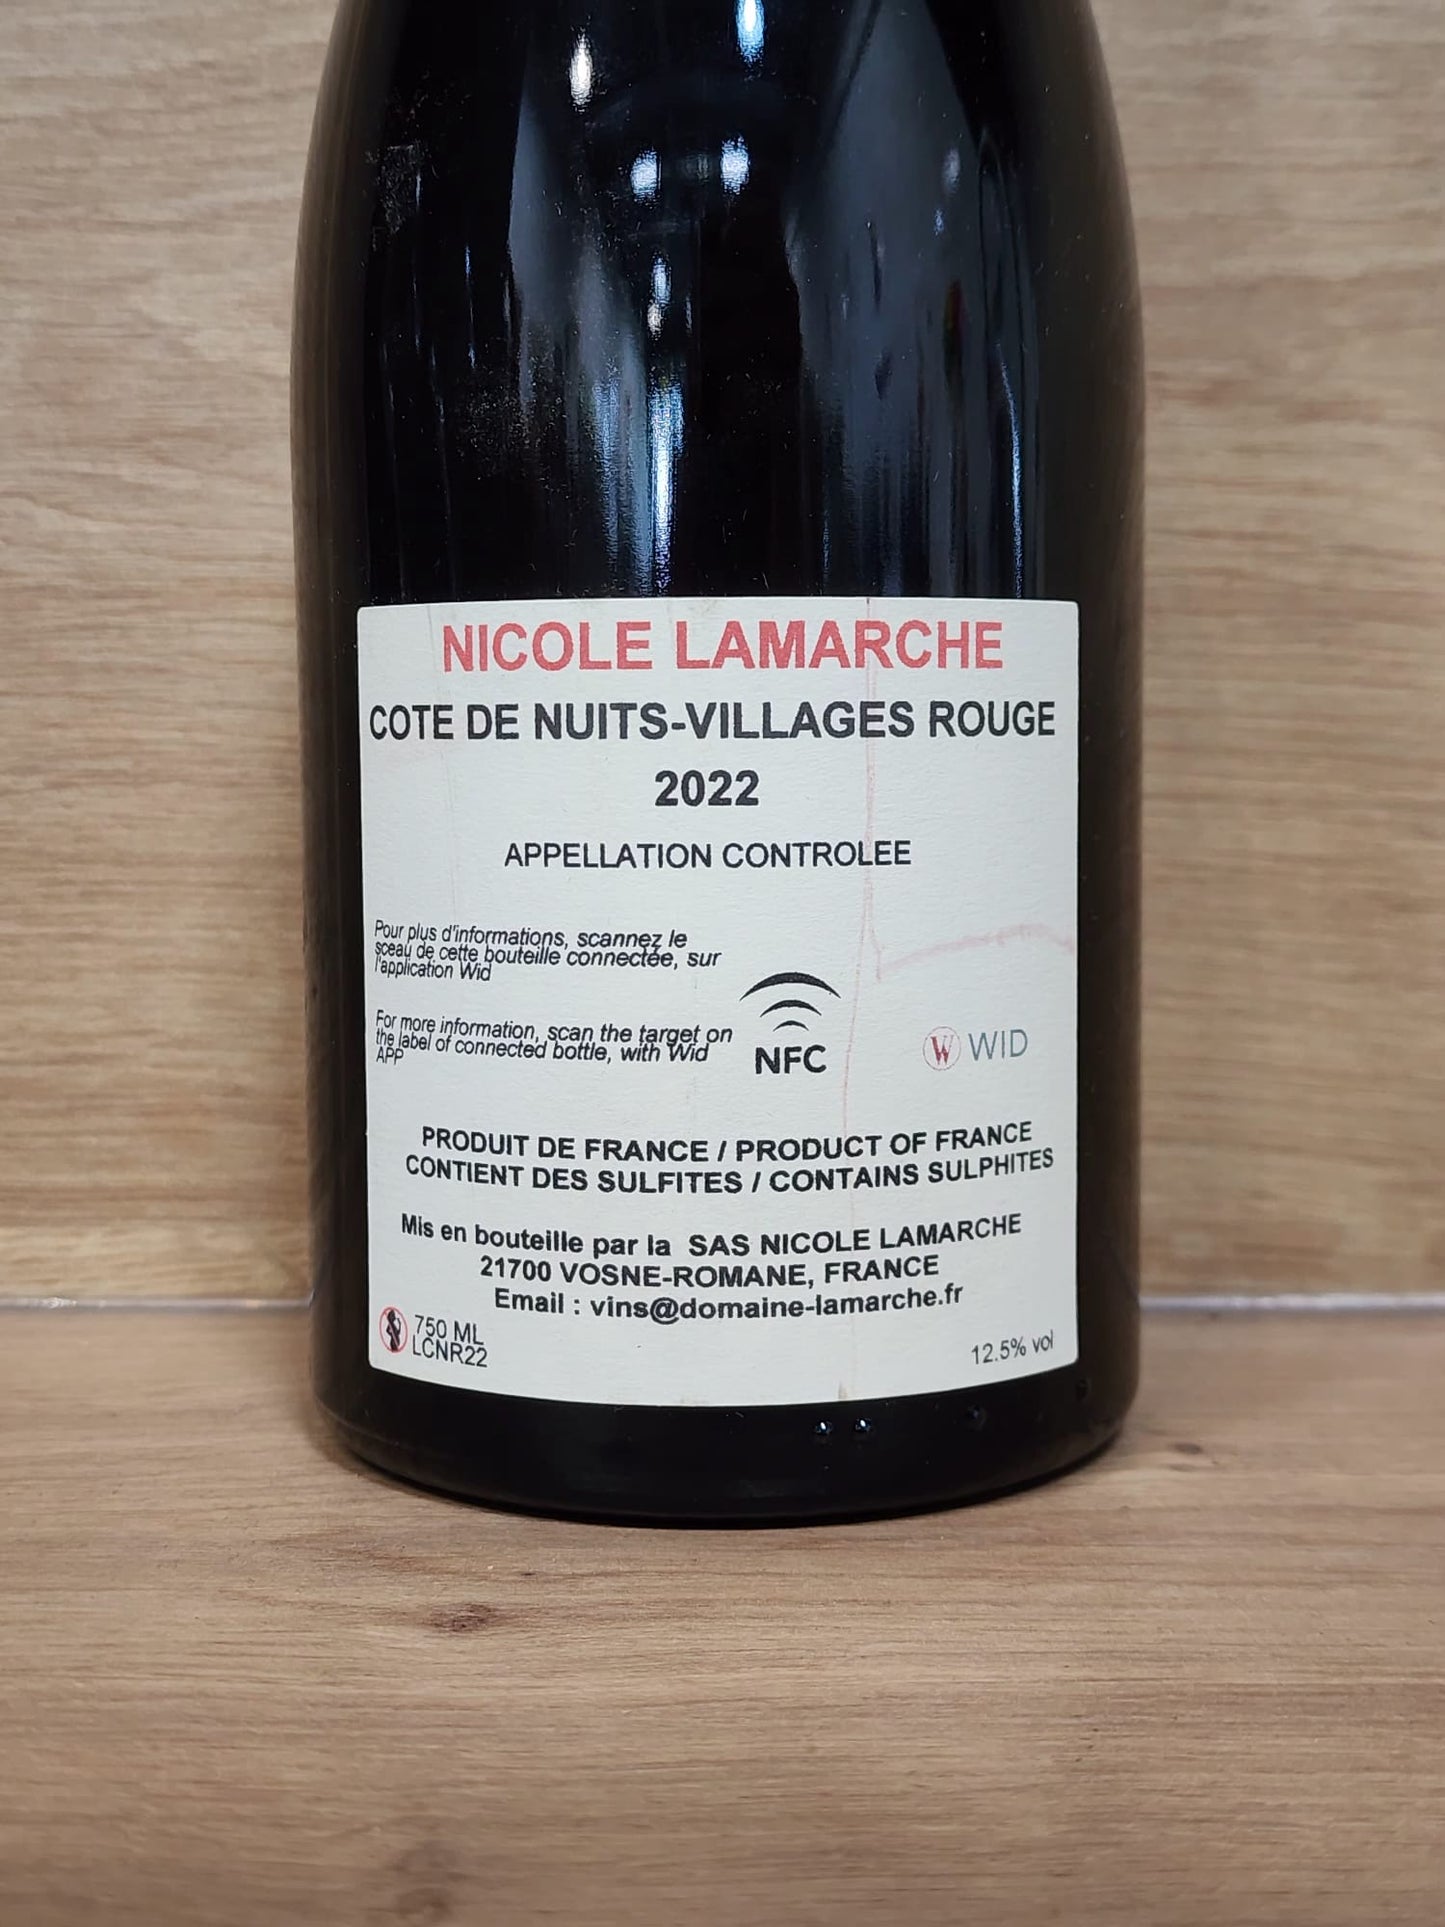 NICOLE LAMARCHE
COTE DE NUITS-VILLAGES ROUGE
2022
APPELLATION CONTROLEE
Pour plus d'informations, scannez le
sceau de cette bouteille connectée, sur
l'application Wid
For more information, scan the target on
the label of connected bottle, with Wid
APP
NFC
W WID
PRODUIT DE FRANCE / PRODUCT OF FRANCE
CONTIENT DES SULFITES / CONTAINS SULPHITES
Mis en bouteille par la SAS NICOLE LAMARCHE
21700 VOSNE-ROMANE, FRANCE
Email : vins@domaine-lamarche.fr
750 ML
LCNR22
12.5% vol